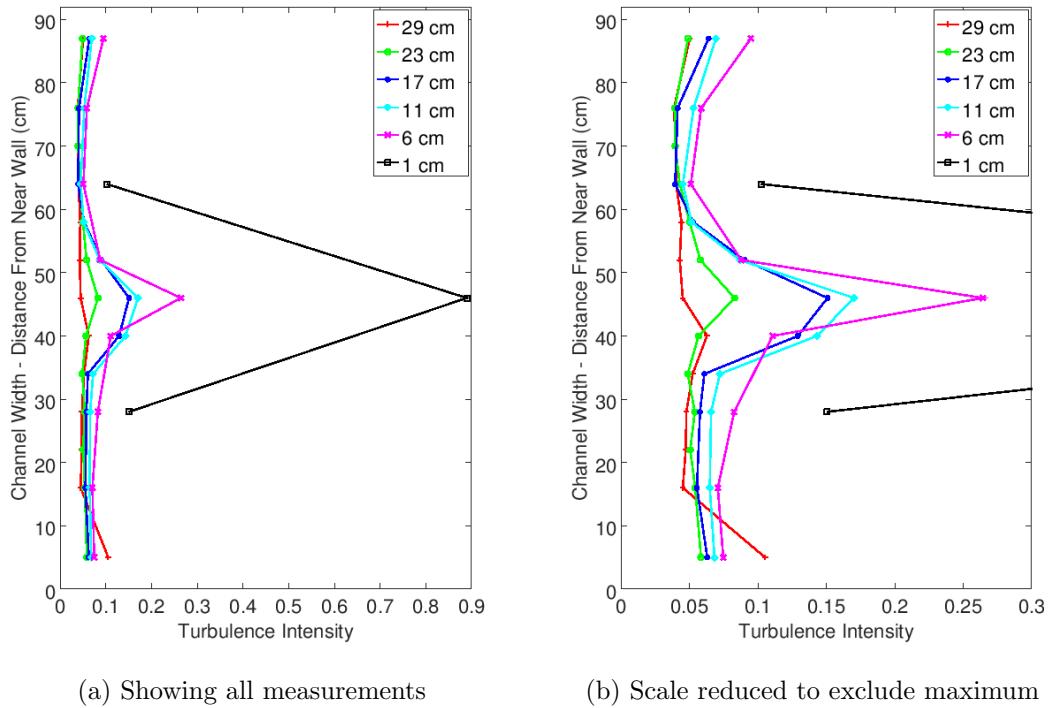 90
80
70
60
50
40
30
20
10
0
Channel Width - Distance From Near Wall (cm)
0 0.1 0.2 0.3 0.4 0.5 0.6 0.7 0.8 0.9
Turbulence Intensity
29 cm
23 cm
17 cm
11 cm
6 cm
1 cm
(a) Showing all measurements
90
80
70
60
50
40
30
20
10
0
Channel Width - Distance From Near Wall (cm)
0 0.05 0.1 0.15 0.2 0.25 0.3
Turbulence Intensity
29 cm
23 cm
17 cm
11 cm
6 cm
1 cm
(b) Scale reduced to exclude maximum